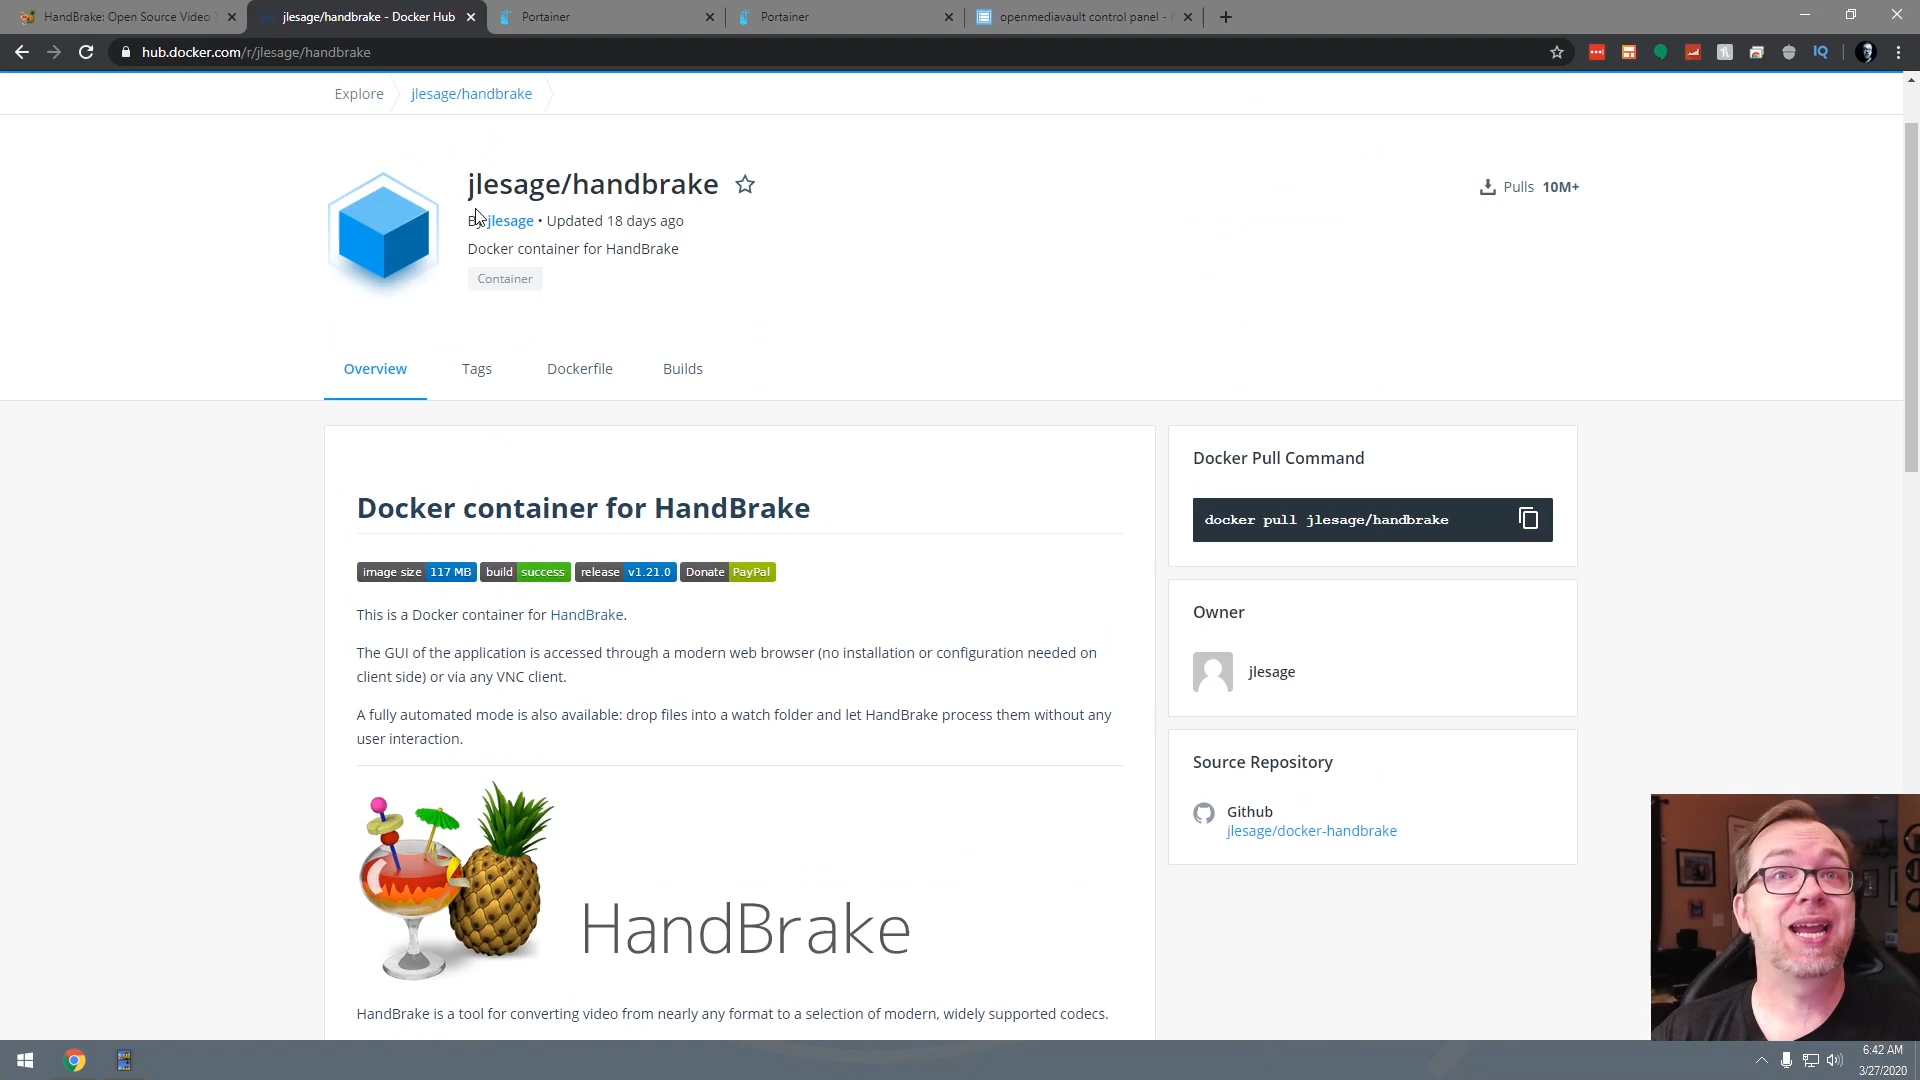 HandBrake: Open Source Video
jlesage/handbrake - Docker Hub
Portainer
Portainer
openmediavault control panel -
hub.docker.com/r/jlesage/handbrake
IQ
Explore
jlesage/handbrake
jlesage/handbrake
Pulls 10M+
By jlesage • Updated 18 days ago
Docker container for HandBrake
Container
Overview
Tags
Dockerfile
Builds
Docker container for HandBrake
image size 117 MB build success release v1.21.0 Donate PayPal
This is a Docker container for HandBrake.
The GUI of the application is accessed through a modern web browser (no installation or configuration needed on
client side) or via any VNC client.
A fully automated mode is also available: drop files into a watch folder and let HandBrake process them without any
user interaction.
HandBrake
HandBrake is a tool for converting video from nearly any format to a selection of modern, widely supported codecs.
Docker Pull Command
docker pull jlesage/handbrake
Owner
jlesage
Source Repository
Github
jlesage/docker-handbrake
6:42 AM
3/27/2020